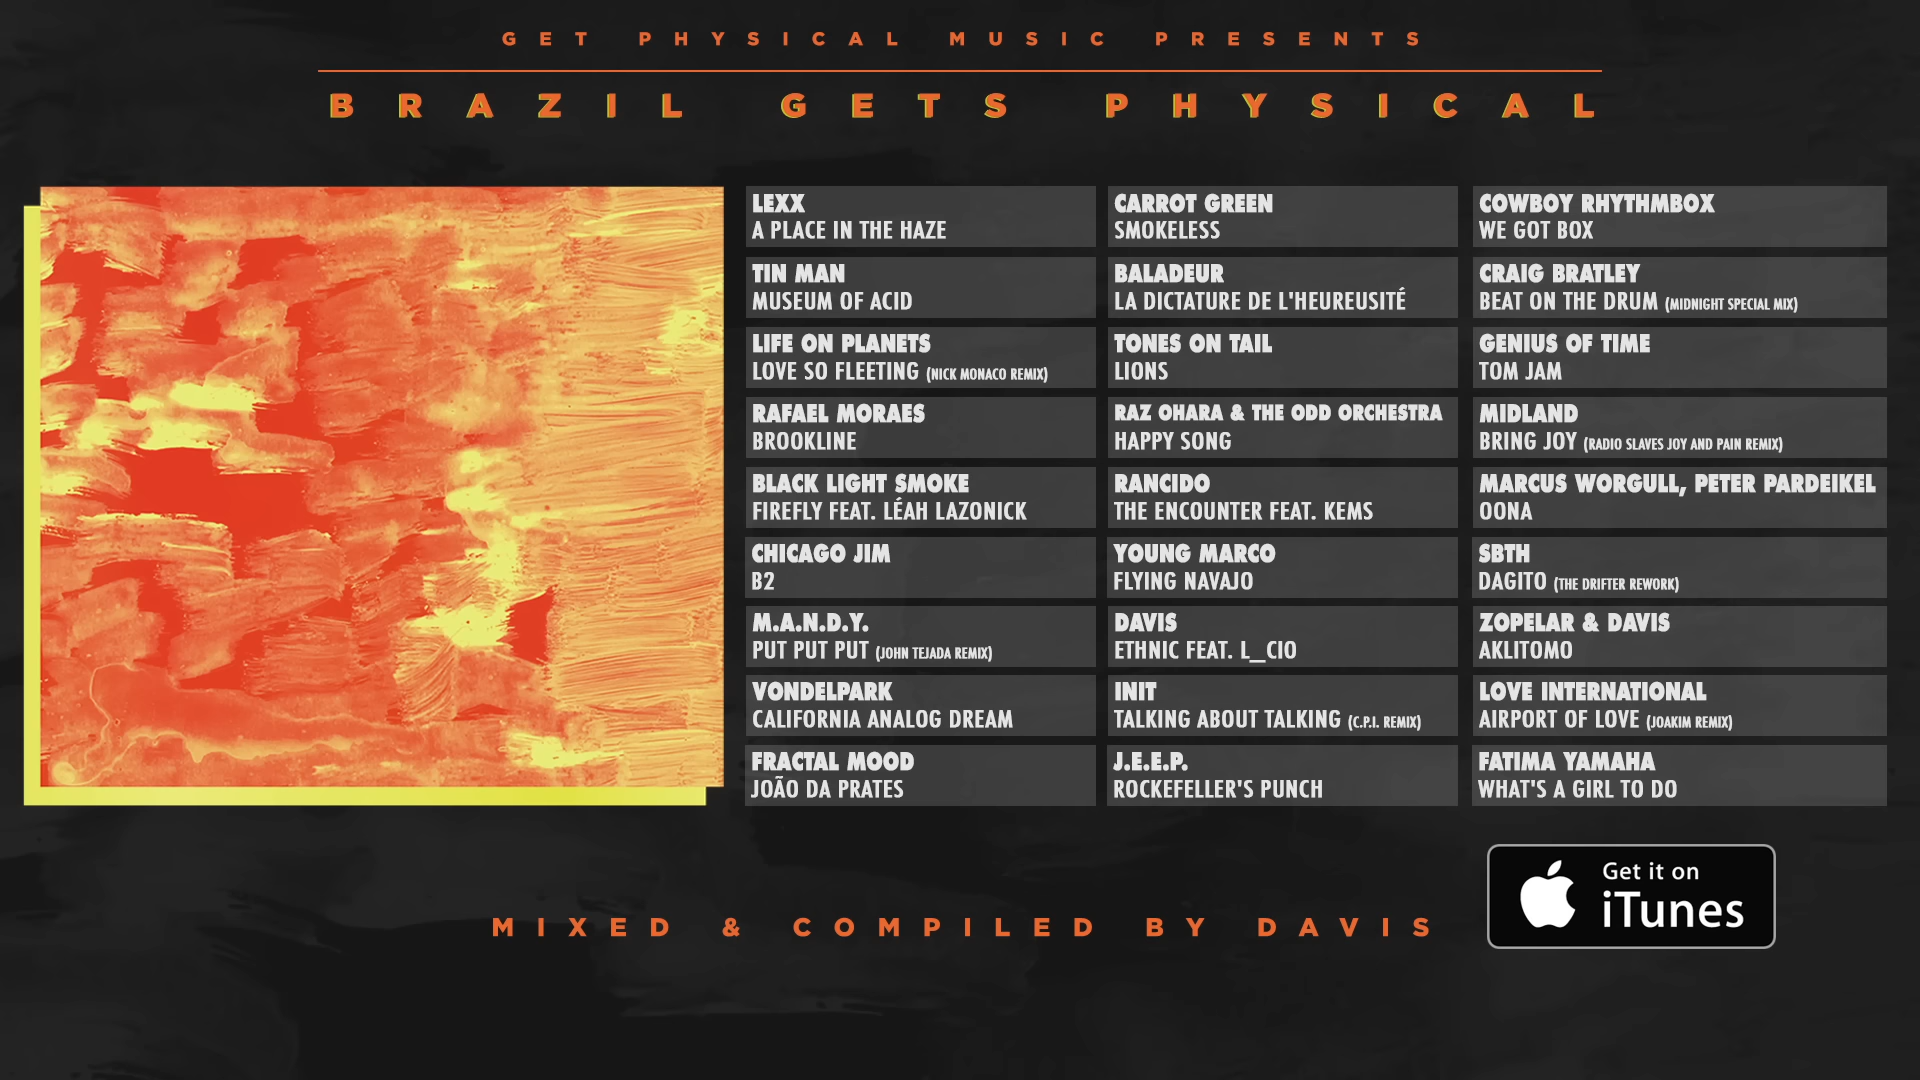 GET PHYSICAL MUSIC PRESENTS
BRAZIL GETS PHYSICAL
LEXX
A PLACE IN THE HAZE
TIN MAN
MUSEUM OF ACID
LIFE ON PLANETS
LOVE SO FLEETING (NICK MONACO REMIX)
RAFAEL MORAES
BROOKLINE
BLACK LIGHT SMOKE
FIREFLY FEAT. LÉAH LAZONICK
CHICAGO JIM
B2
M.A.N.D.Y.
PUT PUT PUT (JOHN TEJADA REMIX)
VONDELPARK
CALIFORNIA ANALOG DREAM
FRACTAL MOOD
JOÃO DA PRATES
CARROT GREEN
SMOKELESS
BALADEUR
LA DICTATURE DE L'HEUREUSITÉ
TONES ON TAIL
LIONS
RAZ OHARA & THE ODD ORCHESTRA
HAPPY SONG
RANCIDO
THE ENCOUNTER FEAT. KEMS
YOUNG MARCO
FLYING NAVAJO
DAVIS
ETHNIC FEAT. L_CIO
INIT
TALKING ABOUT TALKING (C.P.I. REMIX)
J.E.E.P.
ROCKEFELLER'S PUNCH
COWBOY RHYTHMBOX
WE GOT BOX
CRAIG BRATLEY
BEAT ON THE DRUM (MIDNIGHT SPECIAL MIX)
GENIUS OF TIME
TOM JAM
MIDLAND
BRING JOY (RADIO SLAVES JOY AND PAIN REMIX)
MARCUS WORGULL, PETER PARDEIKEL
OONA
SBTH
DAGITO (THE DRIFTER REWORK)
ZOPELAR & DAVIS
AKLITOMO
LOVE INTERNATIONAL
AIRPORT OF LOVE (JOAKIM REMIX)
FATIMA YAMAHA
WHAT'S A GIRL TO DO
MIXED & COMPILED BY DAVIS
Get it on
iTunes